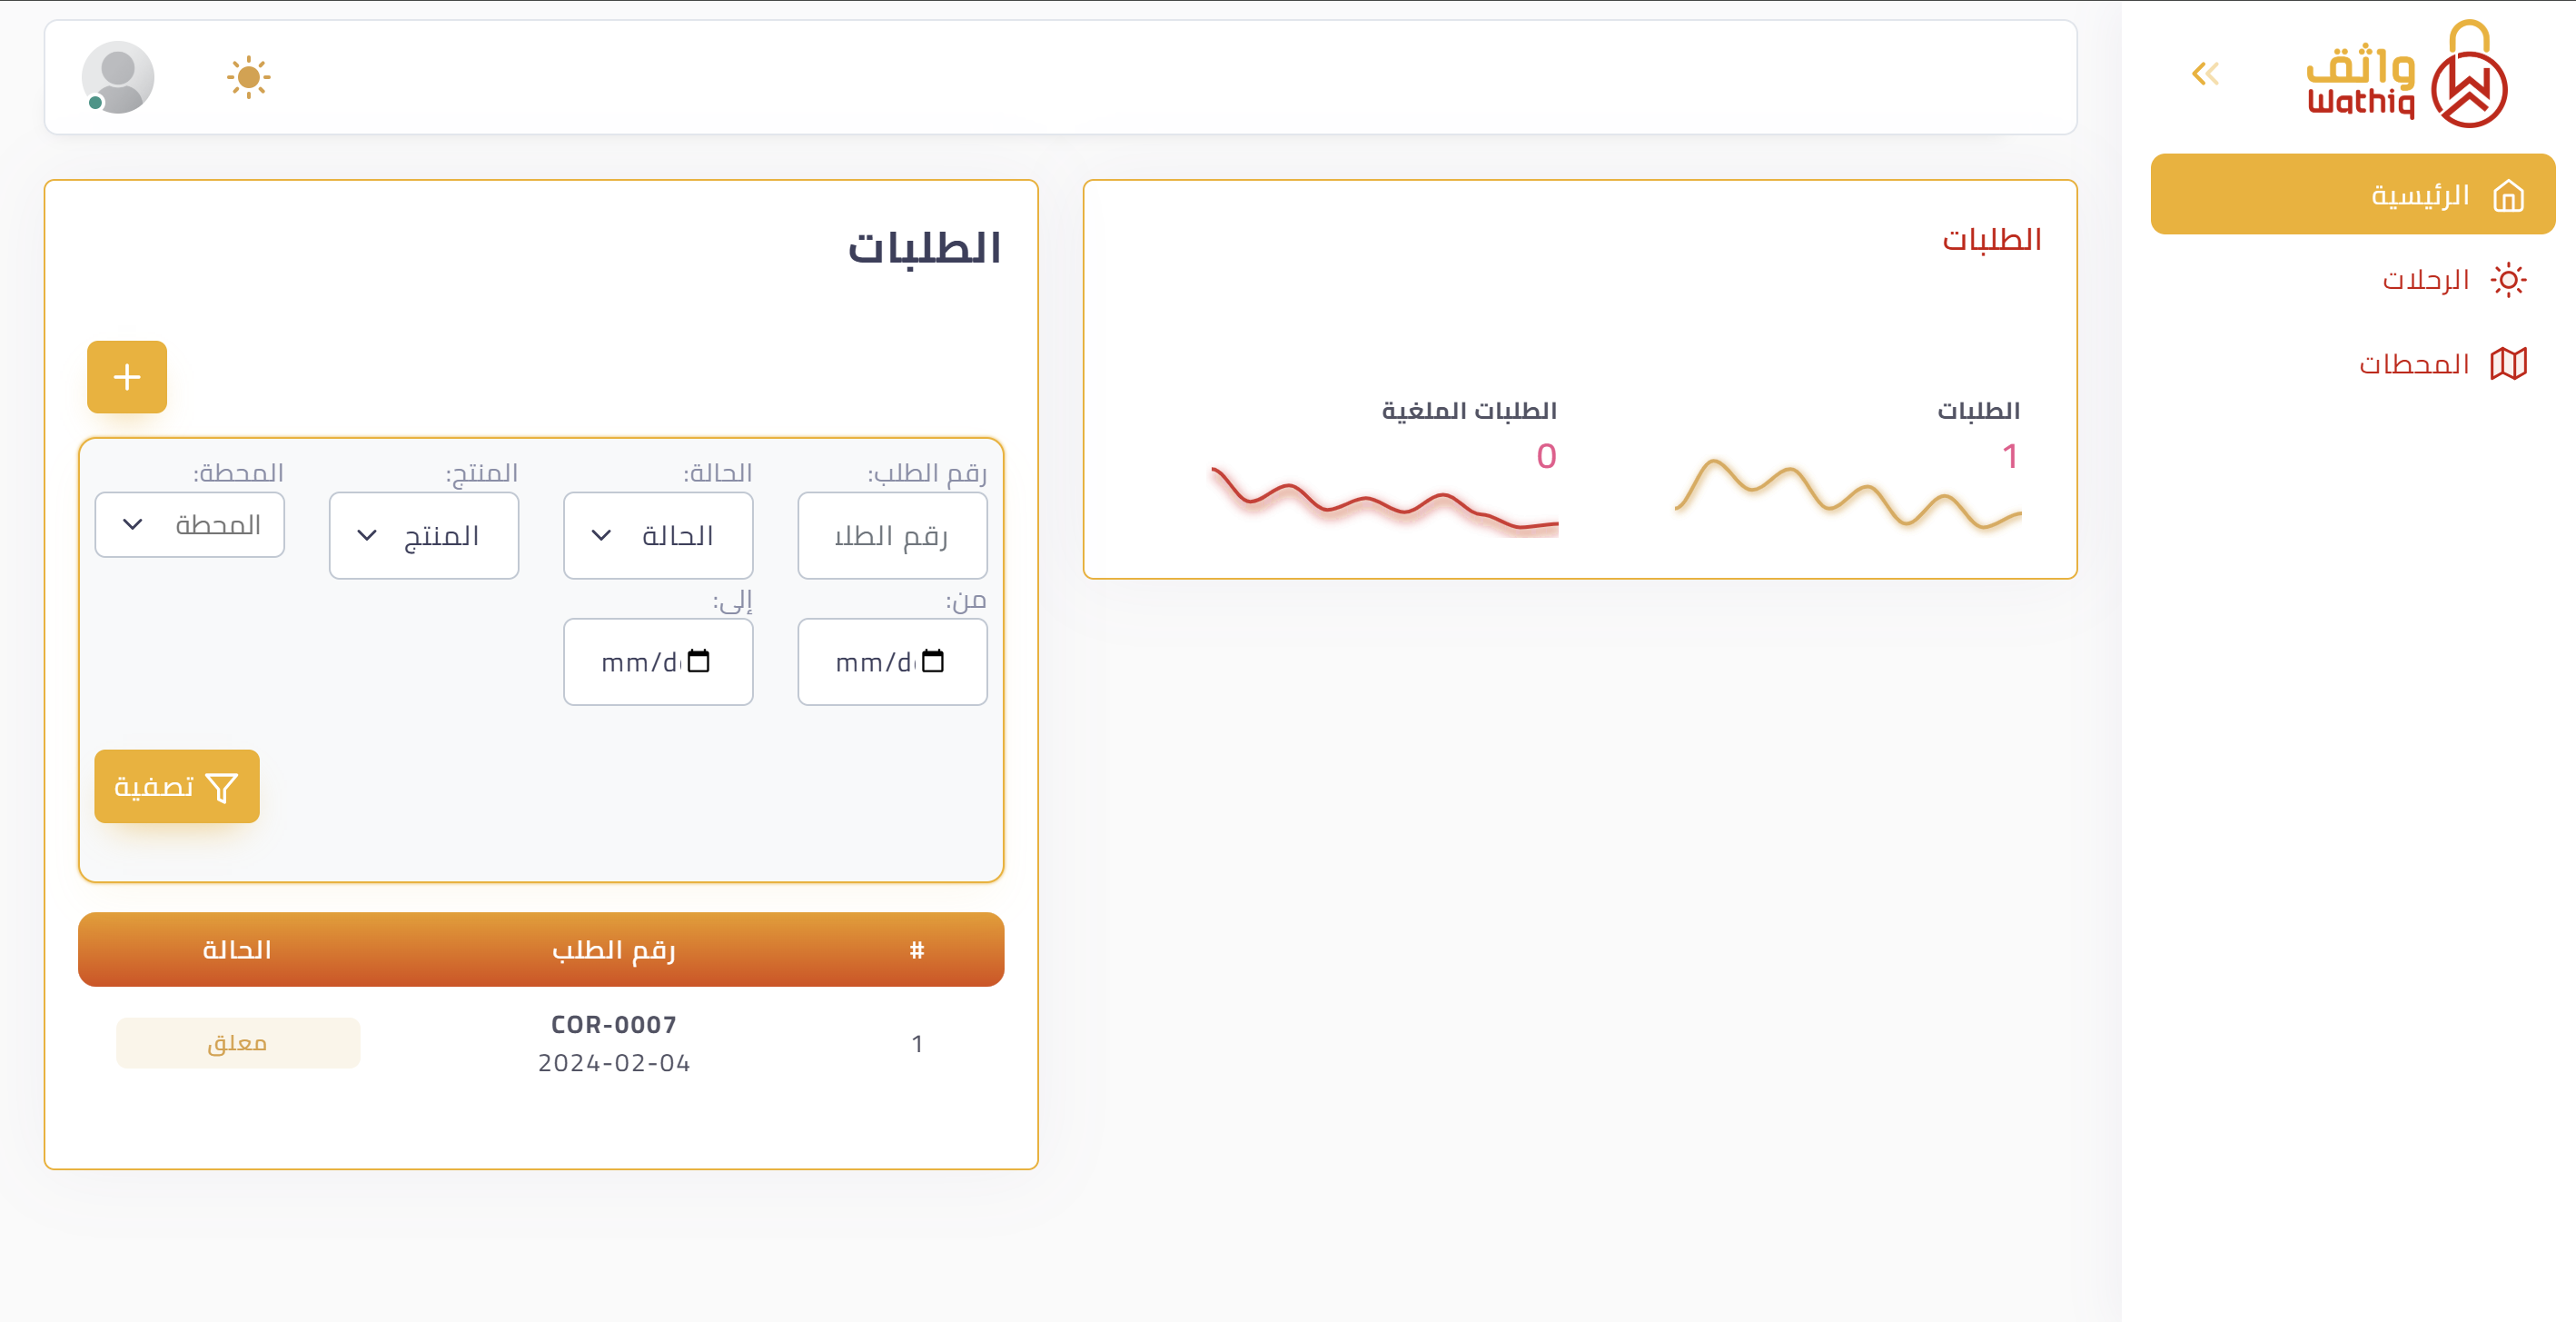 واثق
Wathiq
الرئيسية
الرحلات
المحطات
الطلبات
الطلبات
1
الطلبات الملغية
0
الطلبات
رقم الطلب:
رقم الطلب
الحالة:
الحالة
المنتج:
المنتج
المحطة:
المحطة
من:
mm/d
إلى:
mm/d
تصفية
# رقم الطلب الحالة
1
COR-0007
2024-02-04
معلق